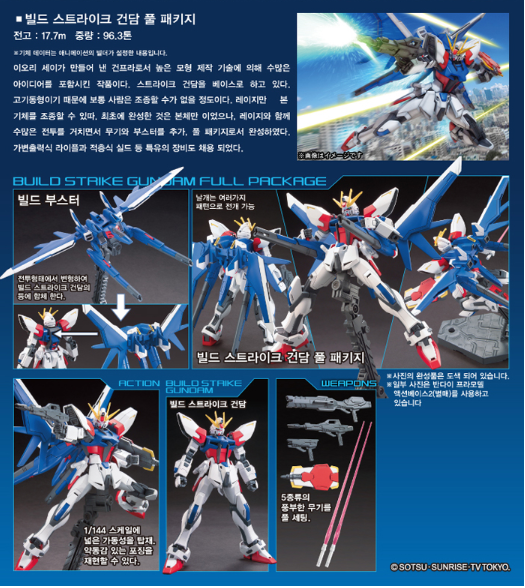 ■ 빌드 스트라이크 건담 풀 패키지
전고 : 17.7m 중량 : 96.3톤
※기체 데이터는 애니메이션의 빌더가 설정한 내용입니다.
이오리 세이가 만들어 낸 건프라로서 높은 모형 제작 기술에 의해 수많은
아이디어를 포함시킨 작품이다. 스트라이크 건담을 베이스로 하고 있다.
고기동형이기 때문에 보통 사람은 조종할 수가 없을 정도이다. 레이지만 본
기체를 조종할 수 있따. 최초에 완성한 것은 본체만 이었으나, 레이지와 함께
수많은 전투를 거치면서 무기와 부스터를 추가, 풀 패키지로서 완성하였다.
가변출력식 라이플과 적층식 실드 등 특유의 장비도 채용 되었다.
※画像はイメージです
BUILD STRIKE GUNDAM FULL PACKAGE
빌드 부스터
날개는 여러가지
패턴으로 전개 가능
전투형태에서 변형하여
빌드 스트라이크 건담의
등에 합체 한다.
빌드 스트라이크 건담 풀 패키지
※사진의 완성품은 도색 되어 있습니다.
※일부 사진은 반다이 프라모델
액션베이스2(별매)를 사용하고
있습니다
ACTION
BUILD STRIKE
GUNDAM
WEAPONS
빌드 스트라이크 건담
1/144 스케일에
넓은 가동성을 탑재.
약동감 있는 포징을
재현할 수 있다.
5종류의
풍부한 무기를
풀 세팅.
© SOTSU · SUNRISE · TV TOKYO.